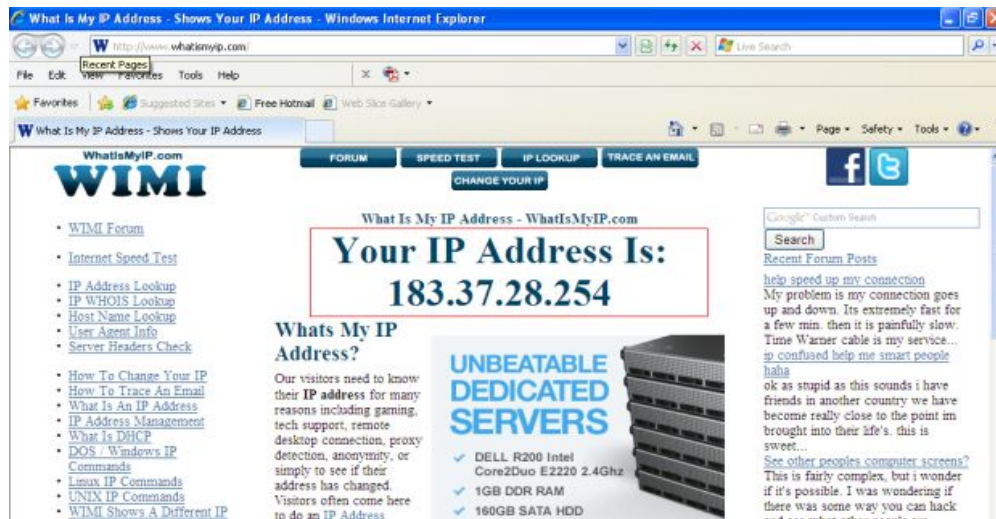 What Is My IP Address - Shows Your IP Address - Windows Internet Explorer
http://www.whatismyip.com/
Live Search
Recent Pages
File Edit View Favorites Tools Help
Favorites Suggested Sites Free Hotmail Web Slice Gallery
What Is My IP Address - Shows Your IP Address
Page Safety Tools
WhatIsMyIP.com
WIMI
FORUM SPEED TEST IP LOOKUP TRACE AN EMAIL
CHANGE YOUR IP
WIMI Forum
Internet Speed Test
IP Address Lookup
IP WHOIS Lookup
Host Name Lookup
User Agent Info
Server Headers Check
How To Change Your IP
How To Trace An Email
What Is An IP Address
IP Address Management
What Is DHCP
DOS / Windows IP
Commands
Linux IP Commands
UNIX IP Commands
WIMI Shows A Different IP
What Is My IP Address - WhatIsMyIP.com
Your IP Address Is:
183.37.28.254
Whats My IP
Address?
Our visitors need to know
their IP address for many
reasons including gaming,
tech support, remote
desktop connection, proxy
detection, anonymity, or
simply to see if their
address has changed.
Visitors often come here
to do an IP Address
UNBEATABLE
DEDICATED
SERVERS
DELL R200 Intel
Core2Duo E2220 2.4Ghz
1GB DDR RAM
160GB SATA HDD
Google™ Custom Search
Search
Recent Forum Posts
help speed up my connection
My problem is my connection goes
up and down. Its extremely fast for
a few min. then it is painfully slow.
Time Warner cable is my service...
ip confused help me smart people
haha
ok as stupid as this sounds i have
friends in another country we have
become really close to the point im
brought into their life's. this is
sweet...
See other peoples computer screens?
This is fairly complex, but i wonder
if it's possible. I was wondering if
there was some way you can hack